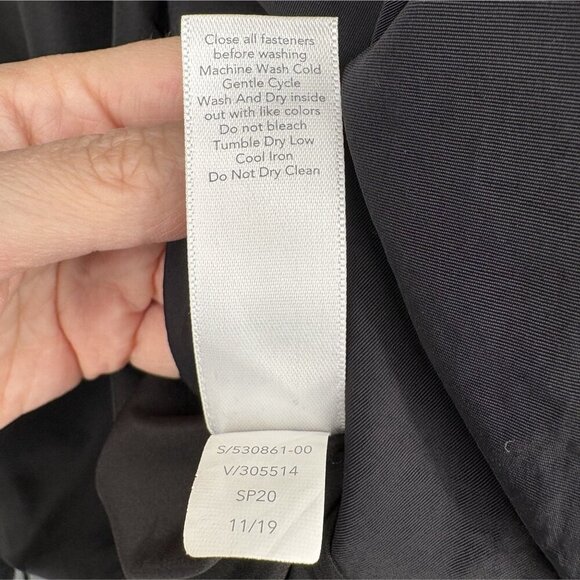 Close all fasteners
before washing
Machine Wash Cold
Gentle Cycle
Wash And Dry inside
out with like colors
Do not bleach
Tumble Dry Low
Cool Iron
Do Not Dry Clean
S/530861-00
V/305514
SP20
11/19